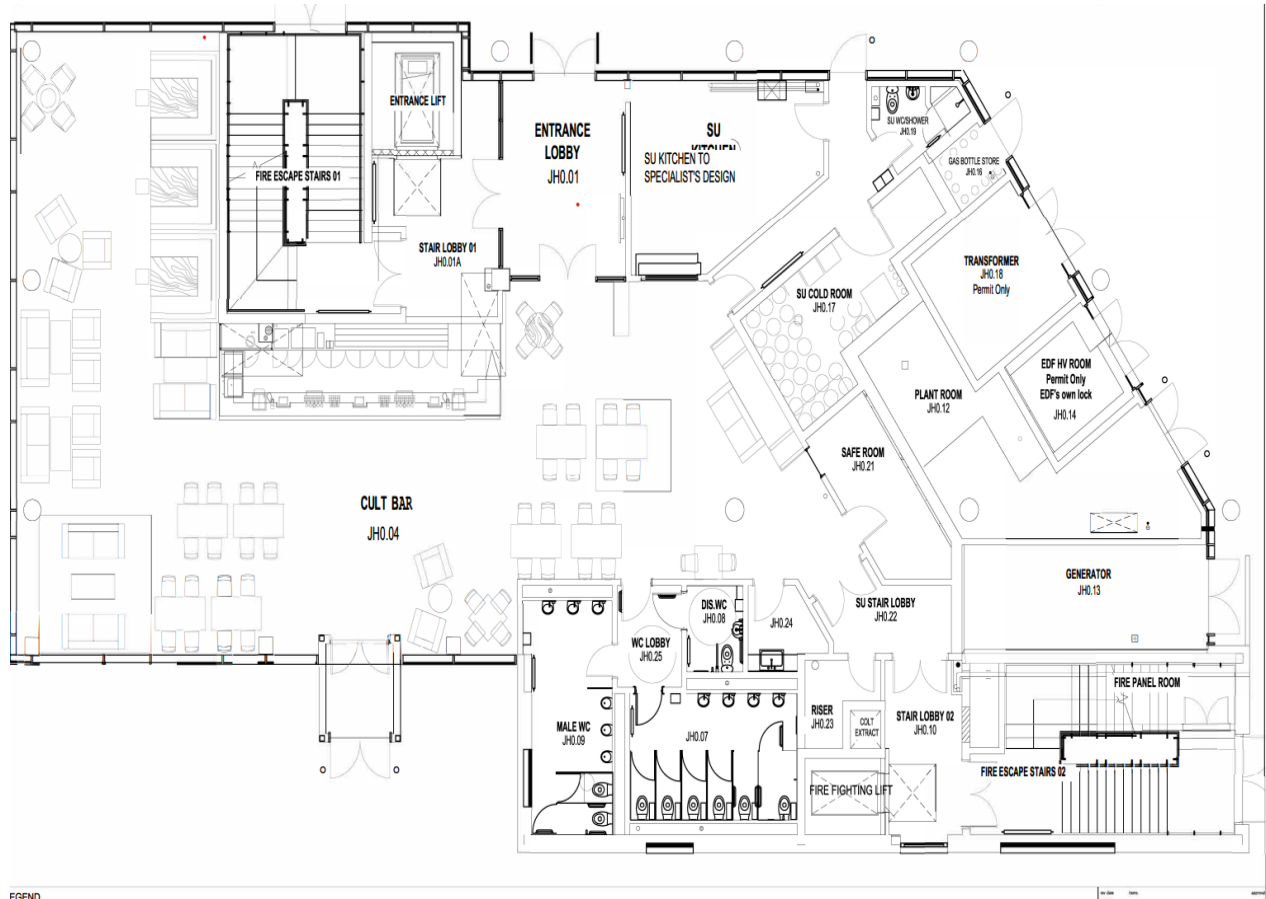 ENTRANCE LIFT
ENTRANCE
LOBBY
JH0.01
SU
KITCHEN
SU KITCHEN TO
SPECIALIST'S DESIGN
SU WC/SHOWER
JH0.19
GAS BOTTLE STORE
JH0.16
FIRE ESCAPE STAIRS 01
STAIR LOBBY 01
JH0.01A
TRANSFORMER
JH0.18
Permit Only
SU COLD ROOM
JH0.17
EDF HV ROOM
Permit Only
EDF's own lock
JH0.14
PLANT ROOM
JH0.12
SAFE ROOM
JH0.21
CULT BAR
JH0.04
GENERATOR
JH0.13
SU STAIR LOBBY
JH0.22
DIS.WC
JH0.08
JH0.24
WC LOBBY
JH0.25
FIRE PANEL ROOM
RISER
JH0.23
COLT
EXTRACT
STAIR LOBBY 02
JH0.10
MALE WC
JH0.09
JH0.07
FIRE ESCAPE STAIRS 02
FIRE FIGHTING LIFT
EGEND
rev date